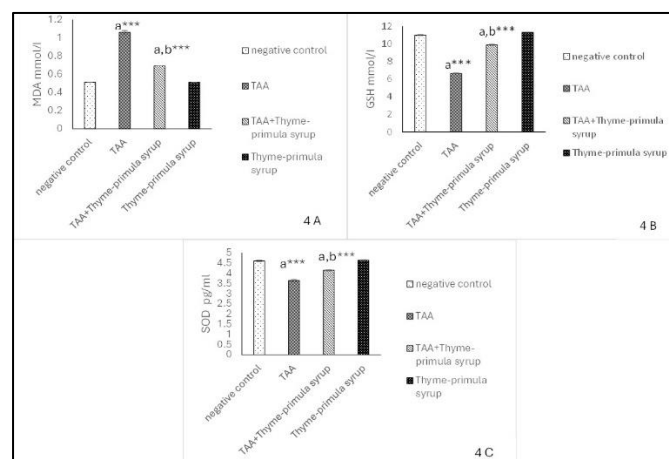 MDA mmol/l
1.2
1
0.8
0.6
0.4
0.2
0
a***
a,b***
negative control
TAA
TAA+Thyme-primula syrup
Thyme-primula syrup
negative control
TAA
TAA+Thyme-
primula syrup
Thyme-primula
syrup
4 A
GSH mmol/l
12
10
8
6
4
2
0
a***
a,b***
negative control
TAA
TAA+Thyme-primula syrup
Thyme-primula syrup
negative control
TAA
TAA+Thyme-primula
syrup
Thyme-primula syrup
4 B
SOD pg/ml
5
4.5
4
3.5
3
2.5
2
1.5
1
0.5
0
a***
a,b***
negative control
TAA
TAA+Thyme-primula syrup
Thyme-primula syrup
negative control
TAA
TAA+Thyme-
primula syrup
Thyme-primula
syrup
4 C